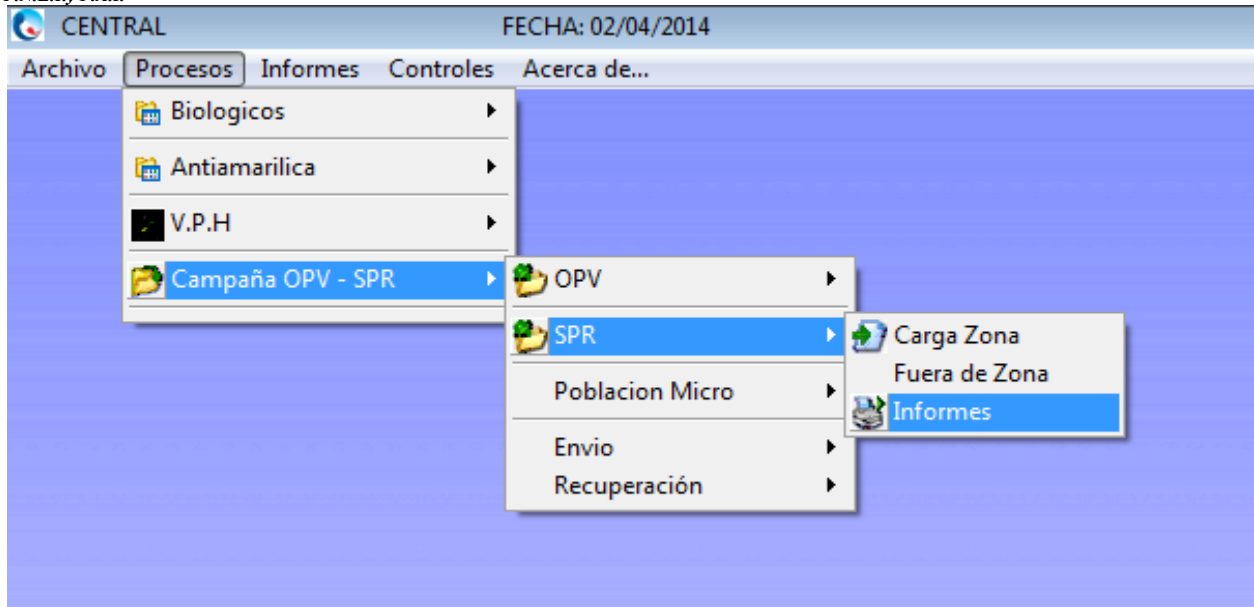 CENTRAL FECHA: 02/04/2014
Archivo Procesos Informes Controles Acerca de...
Biologicos
Antiamarilica
V.P.H
Campaña OPV - SPR
OPV
SPR
Poblacion Micro
Envio
Recuperación
Carga Zona
Fuera de Zona
Informes